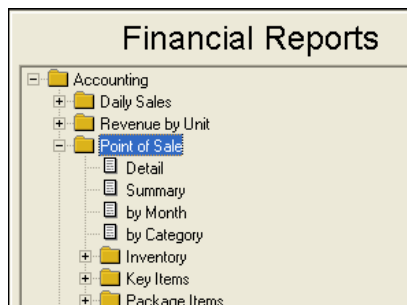 Financial Reports
Accounting
Daily Sales
Revenue by Unit
Point of Sale
Detail
Summary
by Month
by Category
Inventory
Key Items
Package Items